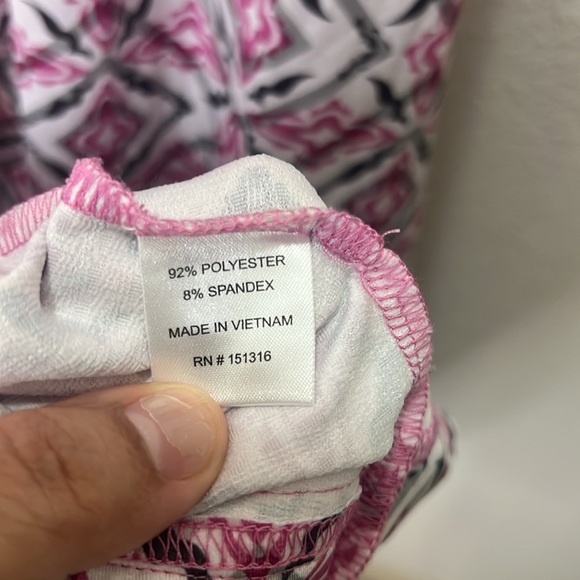 92% POLYESTER
8% SPANDEX
MADE IN VIETNAM
RN # 151316